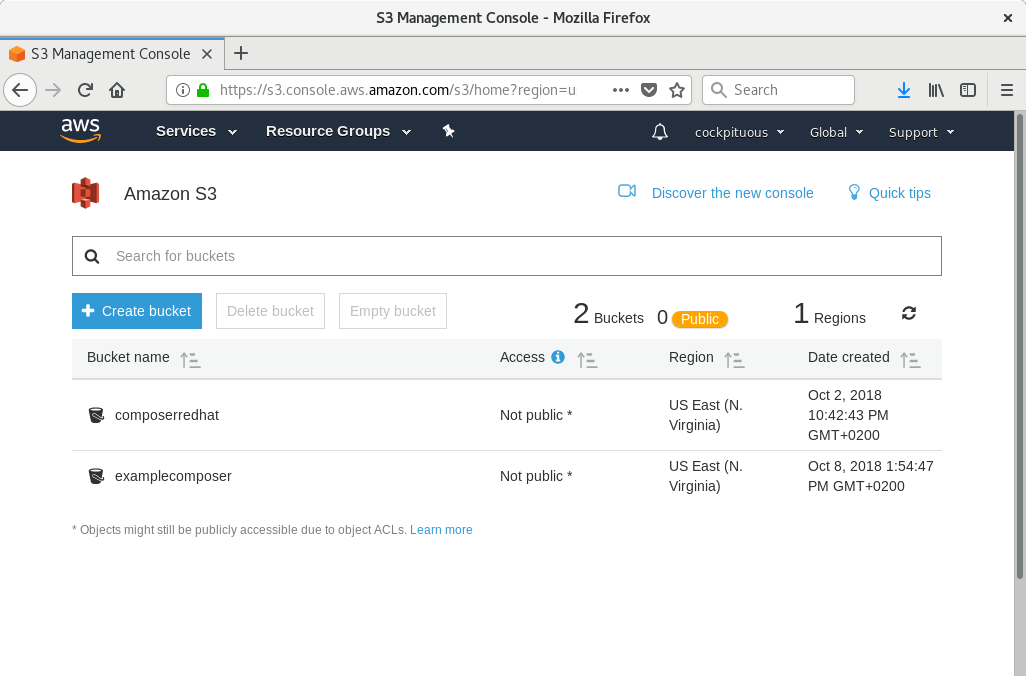 S3 Management Console - Mozilla Firefox
S3 Management Console
https://s3.console.aws.amazon.com/s3/home?region=u
Search
aws
Services
Resource Groups
cockpituous
Global
Support
Amazon S3
Discover the new console
Quick tips
Search for buckets
Create bucket
Delete bucket
Empty bucket
2 Buckets
0 Public
1 Regions
Bucket name
Access
Region
Date created
composerredhat
Not public *
US East (N.
Virginia)
Oct 2, 2018
10:42:43 PM
GMT+0200
examplecomposer
Not public *
US East (N.
Virginia)
Oct 8, 2018 1:54:47
PM GMT+0200
* Objects might still be publicly accessible due to object ACLs. Learn more